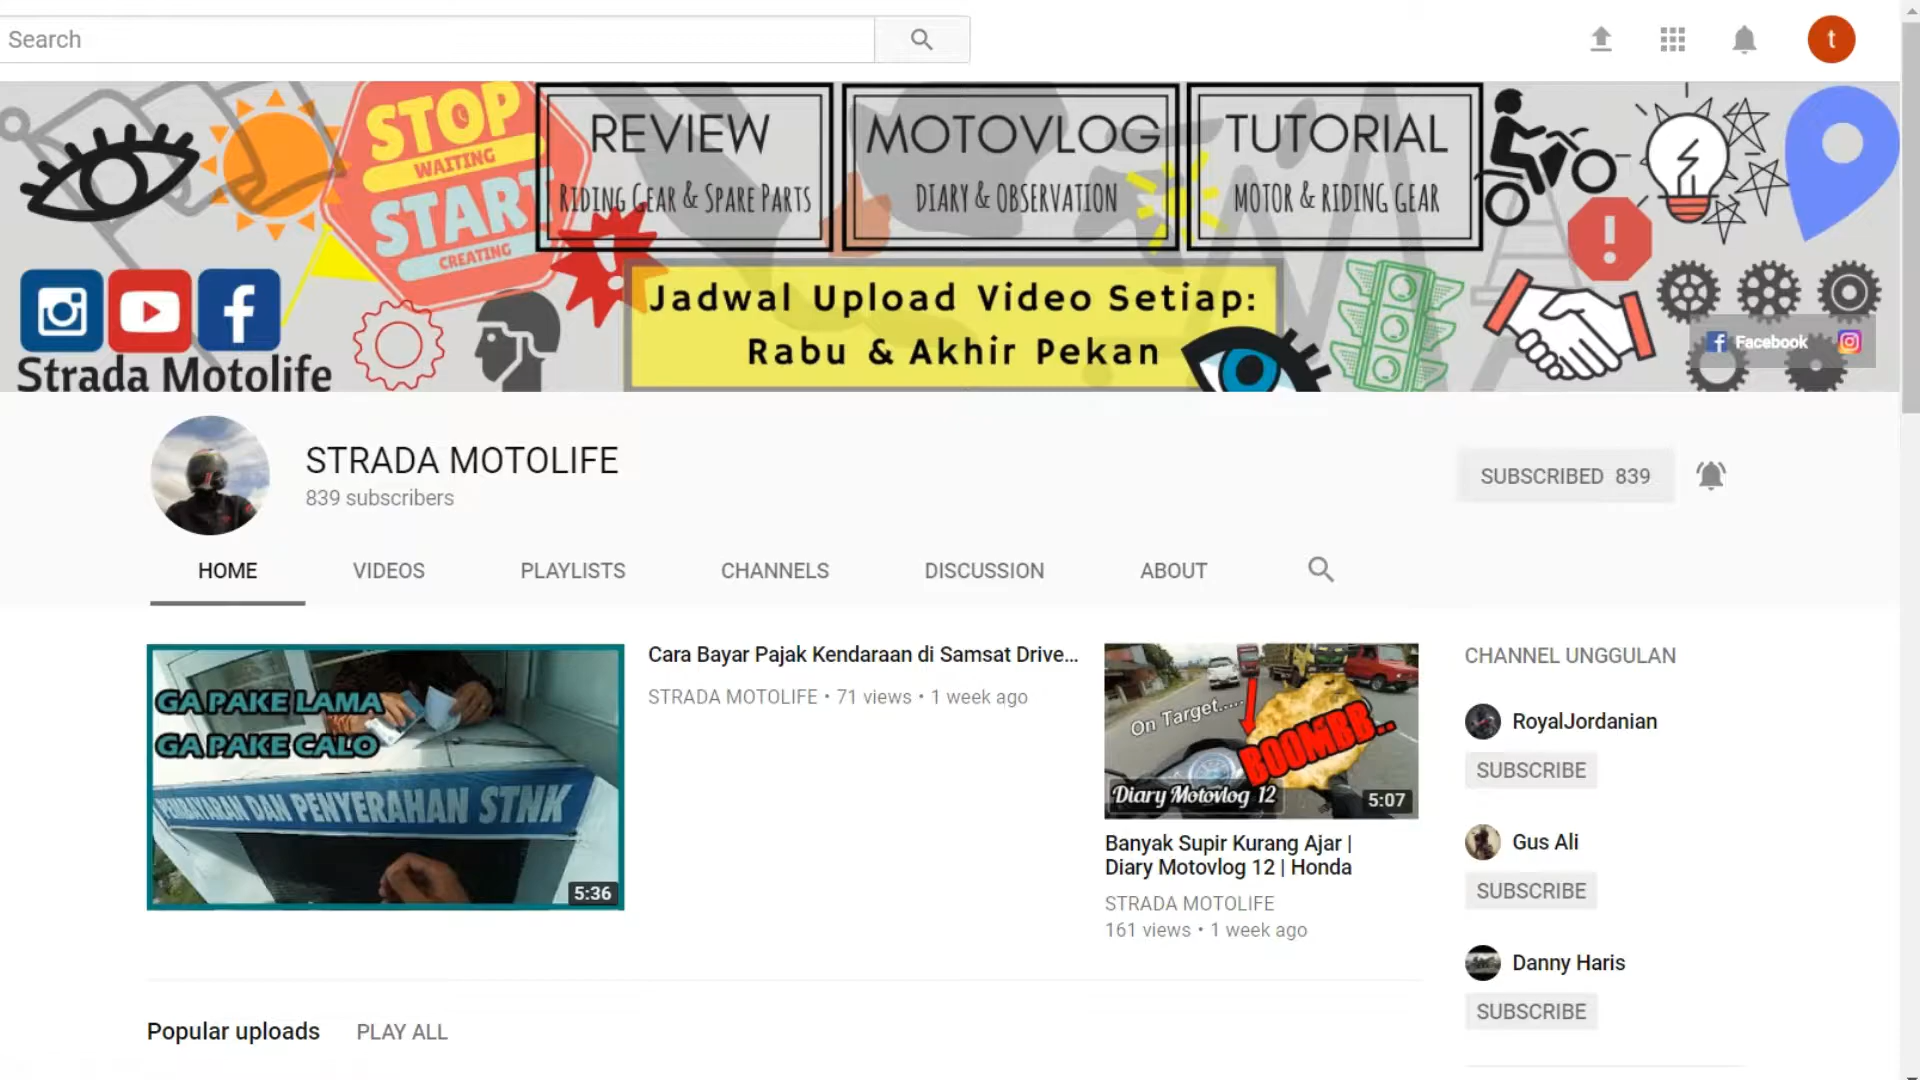 Search
t
STOP
WAITING
START
CREATING
REVIEW
RIDING GEAR & SPARE PARTS
MOTOVLOG
DIARY & OBSERVATION
TUTORIAL
MOTOR & RIDING GEAR
Jadwal Upload Video Setiap:
Rabu & Akhir Pekan
Strada Motolife
Facebook
STRADA MOTOLIFE
839 subscribers
SUBSCRIBED 839
HOME
VIDEOS
PLAYLISTS
CHANNELS
DISCUSSION
ABOUT
GA PAKE LAMA
GA PAKE CALO
PEMBAYARAN DAN PENYERAHAN STNK
5:36
Cara Bayar Pajak Kendaraan di Samsat Drive...
STRADA MOTOLIFE • 71 views • 1 week ago
On Target.....
BOOMBB..
Diary Motovlog 12
5:07
Banyak Supir Kurang Ajar |
Diary Motovlog 12 | Honda
STRADA MOTOLIFE
161 views • 1 week ago
CHANNEL UNGGULAN
RoyalJordanian
SUBSCRIBE
Gus Ali
SUBSCRIBE
Danny Haris
SUBSCRIBE
Popular uploads
PLAY ALL